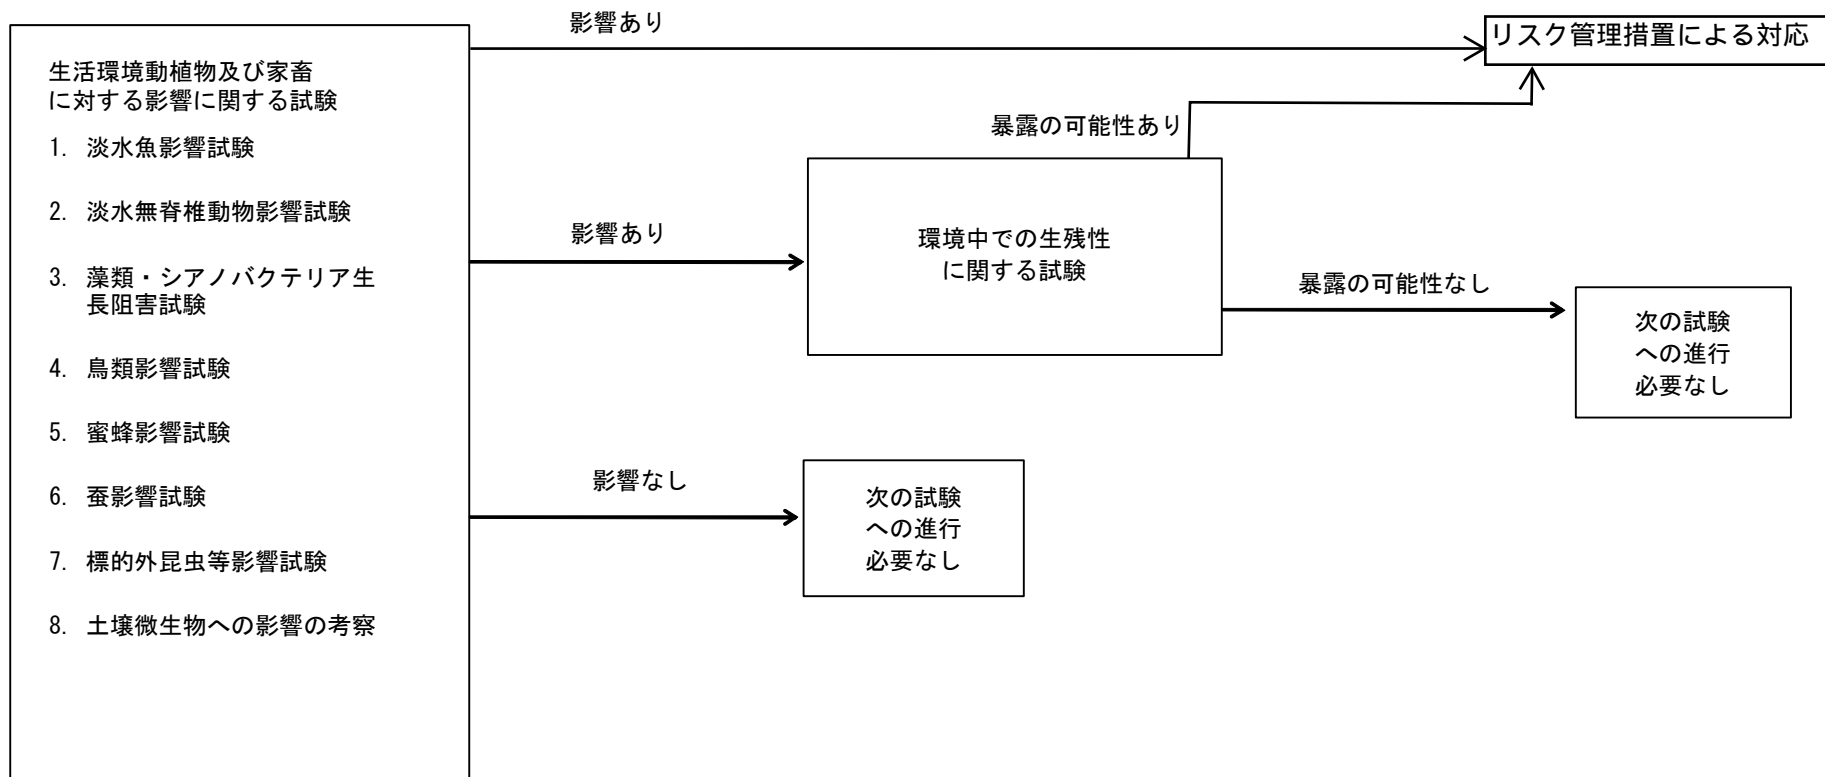 影響あり
リスク管理措置による対応
生活環境動植物及び家畜
に対する影響に関する試験
1. 淡水魚影響試験
2. 淡水無脊椎動物影響試験
3. 藻類・シアノバクテリア生
長阻害試験
4. 鳥類影響試験
5. 蜜蜂影響試験
6. 蚕影響試験
7. 標的外昆虫等影響試験
8. 土壌微生物への影響の考察
影響あり
暴露の可能性あり
環境中での生残性
に関する試験
暴露の可能性なし
次の試験
への進行
必要なし
影響なし
次の試験
への進行
必要なし